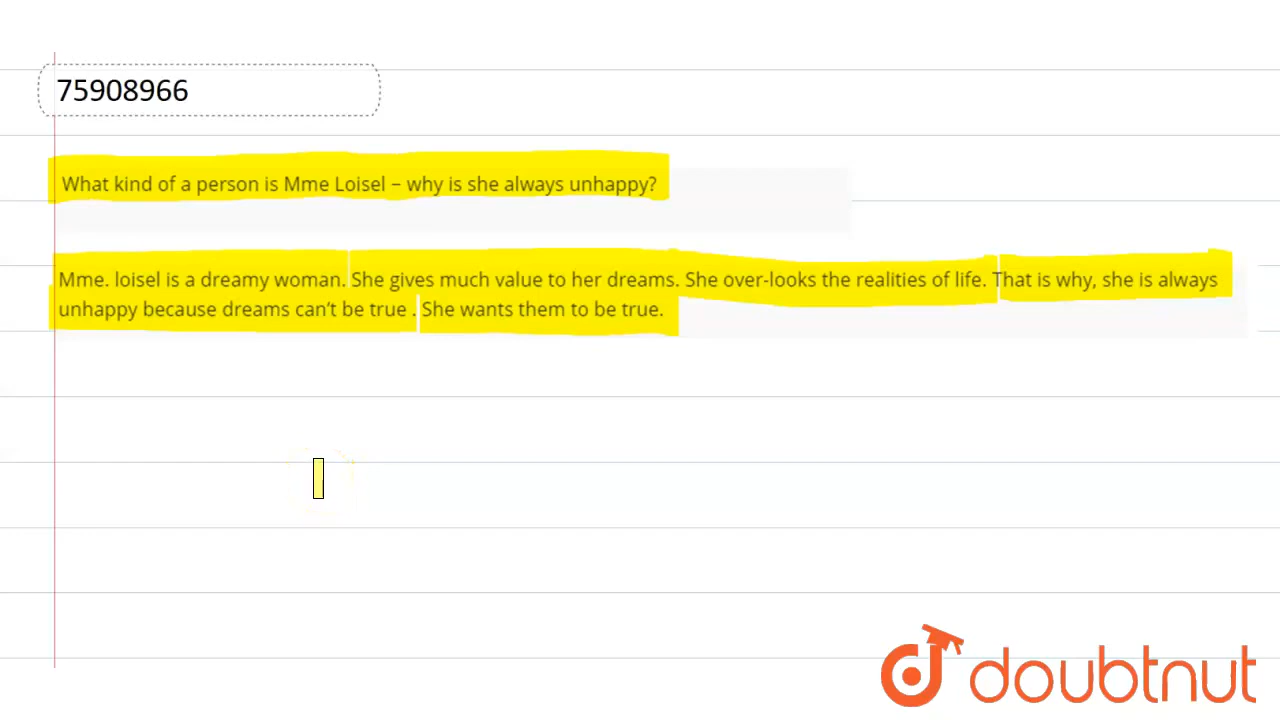 75908966
What kind of a person is Mme Loisel – why is she always unhappy?
Mme. loisel is a dreamy woman. She gives much value to her dreams. She over-looks the realities of life. That is why, she is always
unhappy because dreams can’t be true . She wants them to be true.
doubtnut